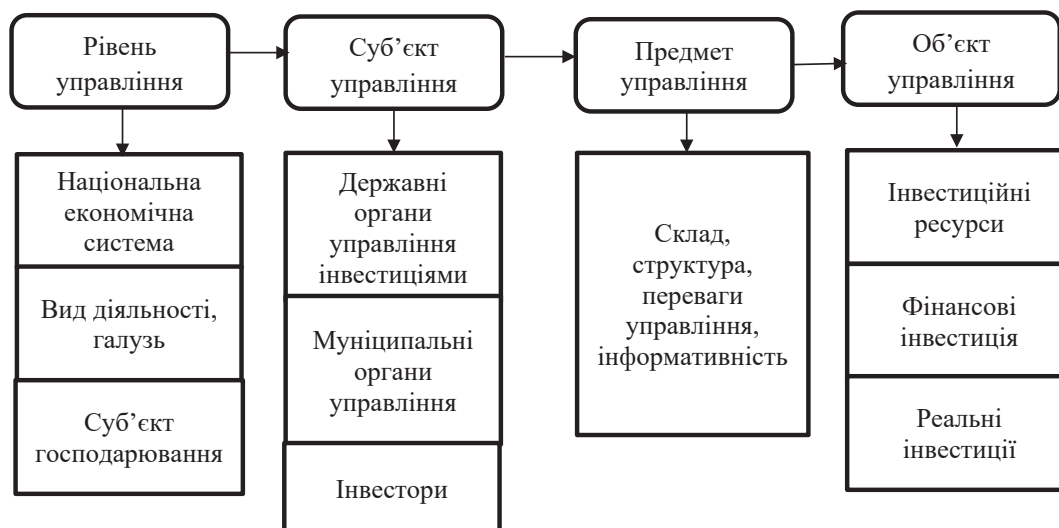 Рівень
управління
Суб’єкт
управління
Предмет
управління
Об’єкт
управління
Національна
економічна
система
Вид діяльності,
галузь
Суб’єкт
господарювання
Державні
органи
управління
інвестиціями
Муніципальні
органи
управління
Інвестори
Склад,
структура,
переваги
управління,
інформативність
Інвестиційні
ресурси
Фінансові
інвестиція
Реальні
інвестиції